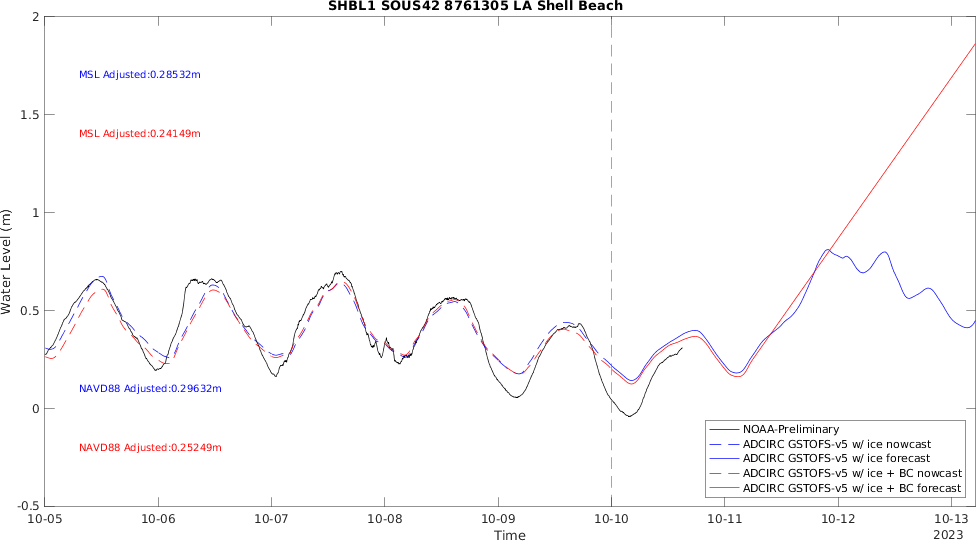 SHBL1 SOUS42 8761305 LA Shell Beach
2
1.5
1
0.5
0
-0.5
Water Level (m)
MSL Adjusted:0.28532m
MSL Adjusted:0.24149m
NAVD88 Adjusted:0.29632m
NAVD88 Adjusted:0.25249m
NOAA-Preliminary
ADCIRC GSTOFS-v5 w/ ice nowcast
ADCIRC GSTOFS-v5 w/ ice forecast
ADCIRC GSTOFS-v5 w/ ice + BC nowcast
ADCIRC GSTOFS-v5 w/ ice + BC forecast
10-05 10-06 10-07 10-08 10-09 10-10 10-11 10-12 10-13
Time
2023